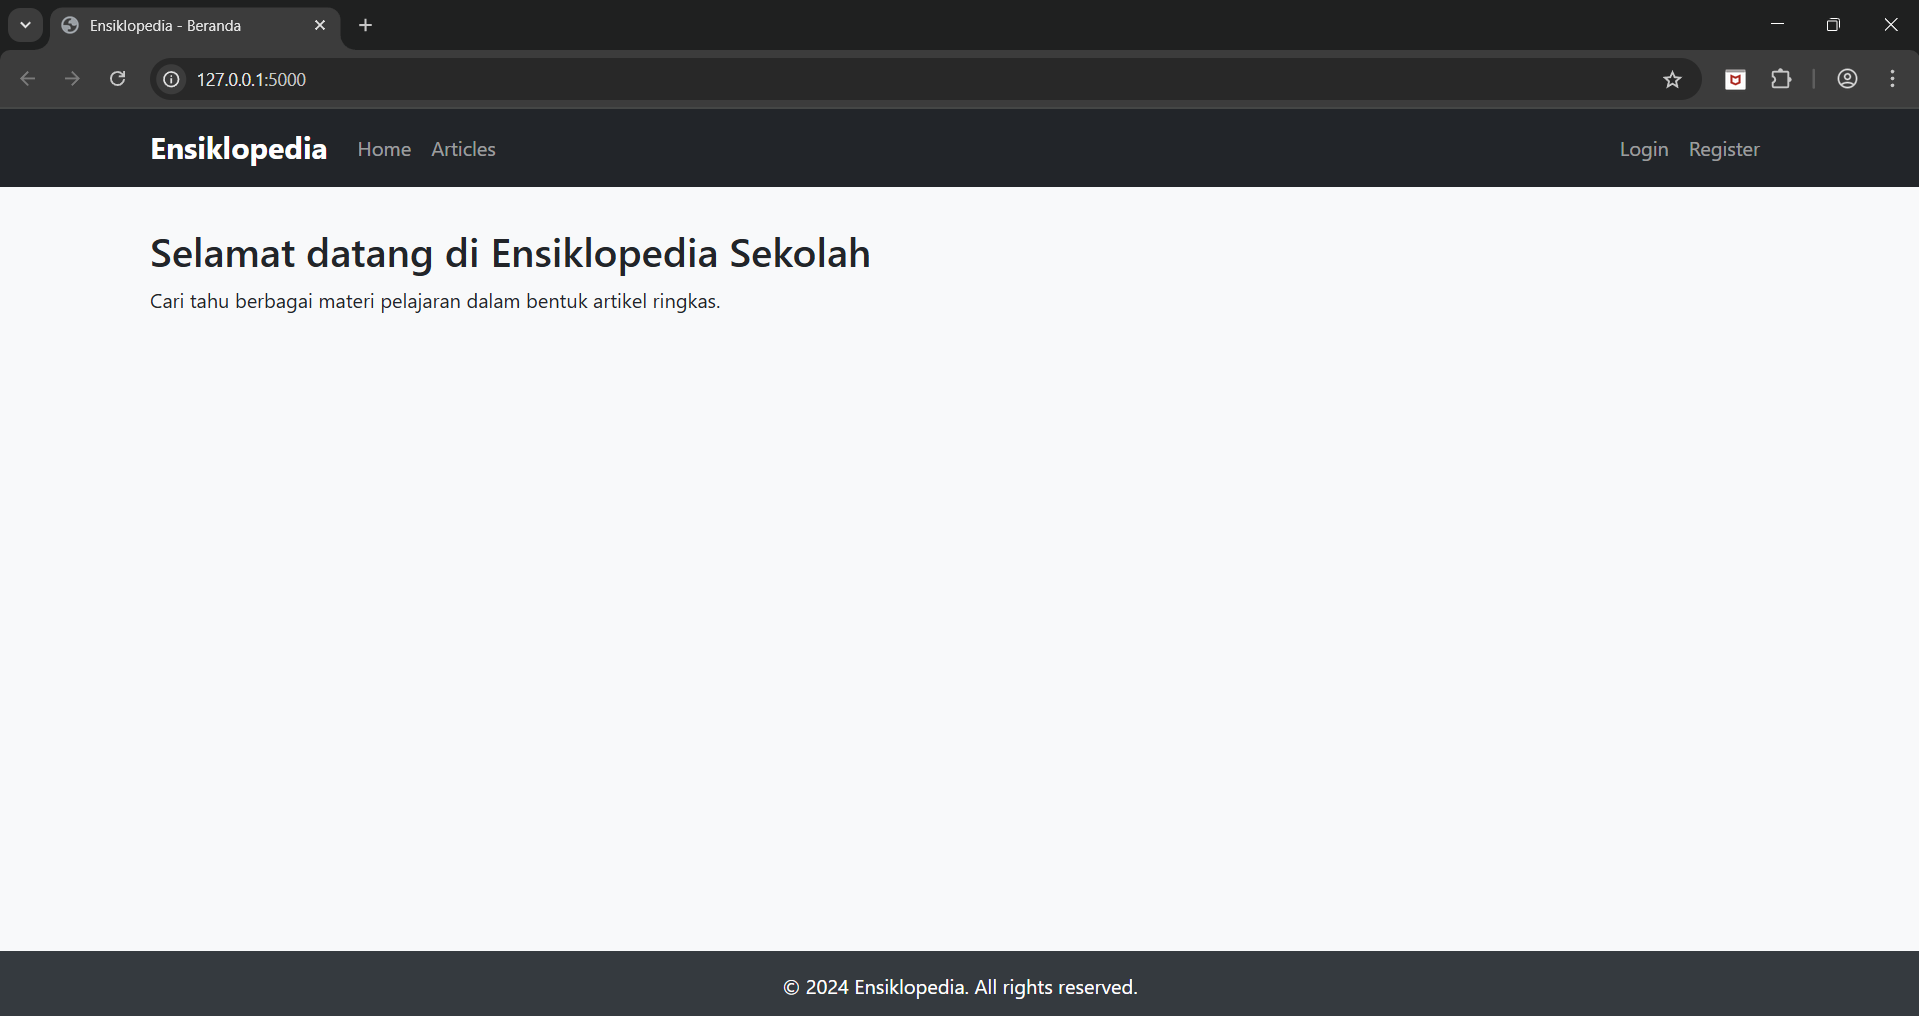 Ensiklopedia - Beranda
127.0.0.1:5000
Ensiklopedia Home Articles Login Register
Selamat datang di Ensiklopedia Sekolah
Cari tahu berbagai materi pelajaran dalam bentuk artikel ringkas.
© 2024 Ensiklopedia. All rights reserved.